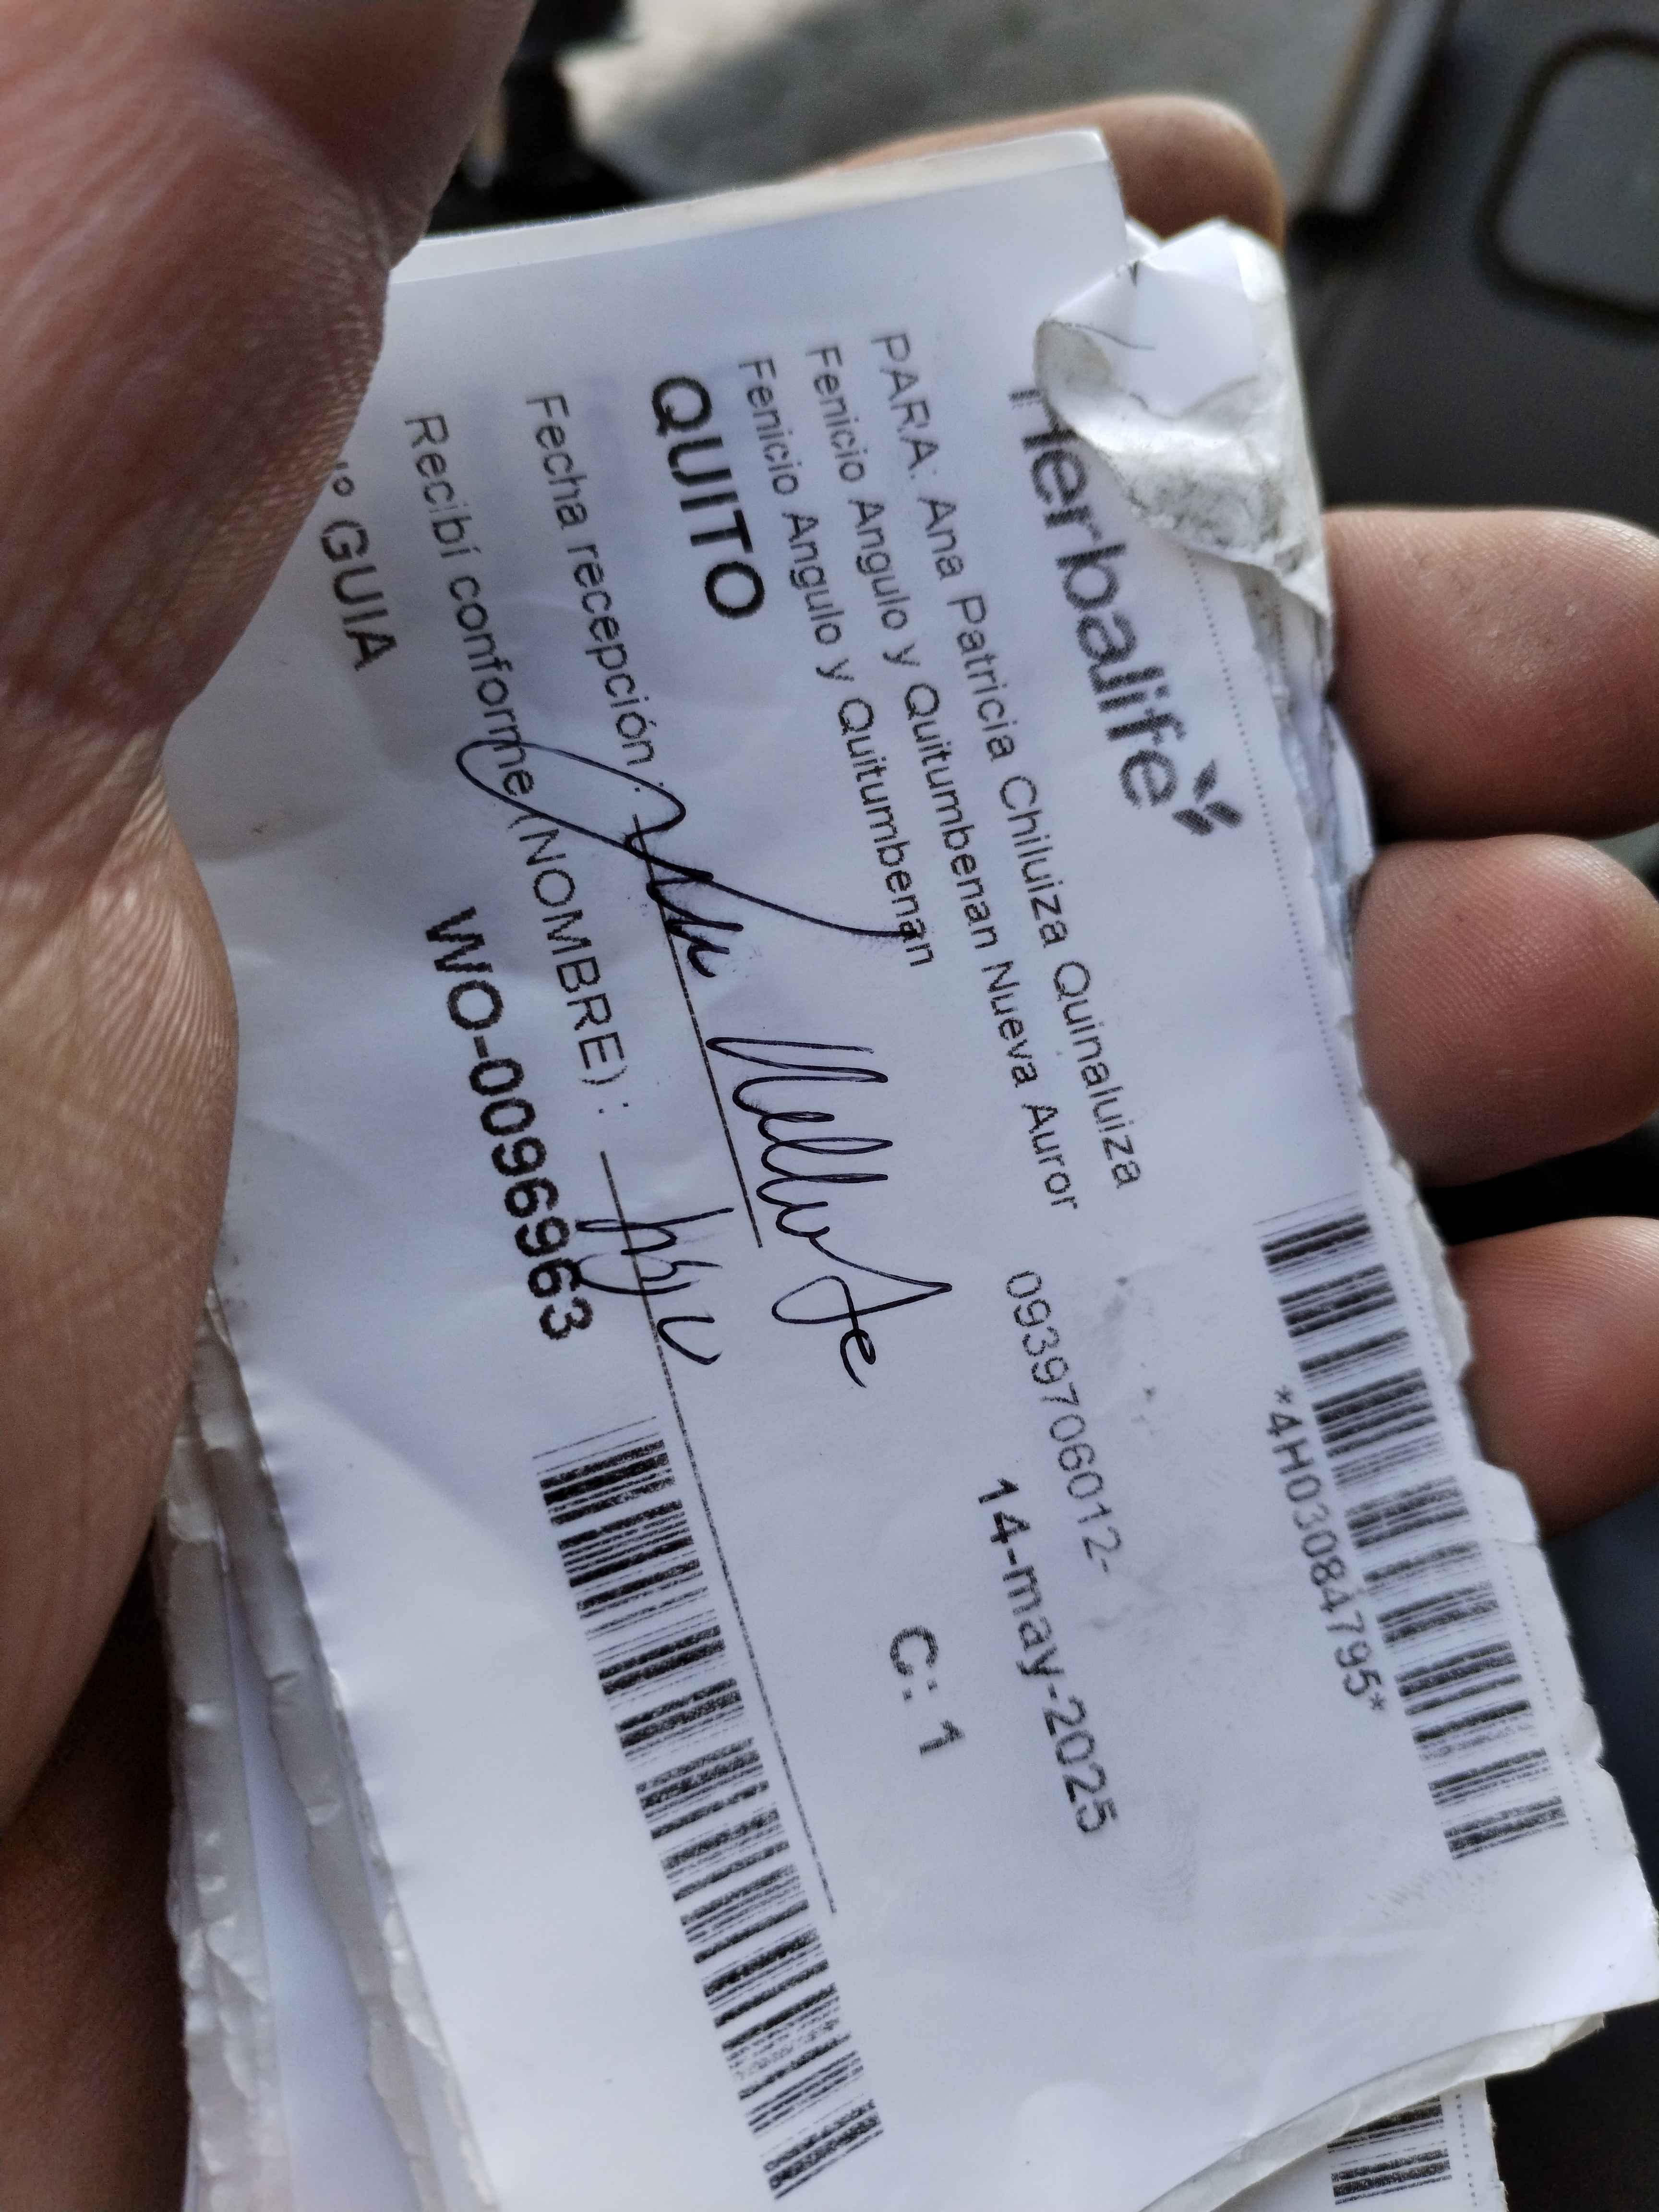 Herbalife
*4H03084795*
PARA: Ana Patricia Chiluiza Quinaluiza
Fenicio Angulo y Quitumbenan Nueva Auror 0939706012-
Fenicio Angulo y Quitumbenan 14-may-2025
QUITO C: 1
Fecha recepción :
Recibí conforme (NOMBRE) :
º GUIA WO-0096963